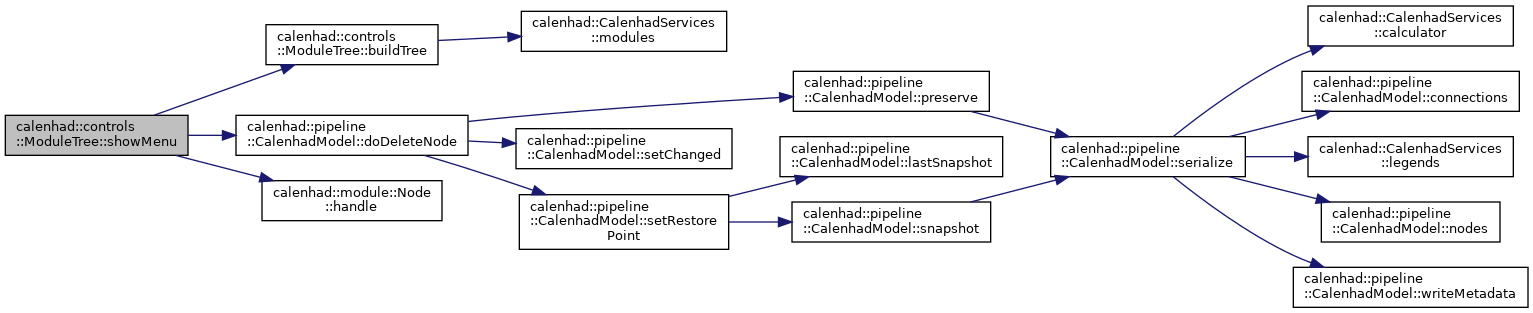 calenhad::controls
::ModuleTree::showMenu
calenhad::controls
::ModuleTree::buildTree
calenhad::CalenhadServices
::modules
calenhad::pipeline
::CalenhadModel::doDeleteNode
calenhad::module::Node
::handle
calenhad::pipeline
::CalenhadModel::preserve
calenhad::pipeline
::CalenhadModel::setChanged
calenhad::pipeline
::CalenhadModel::lastSnapshot
calenhad::pipeline
::CalenhadModel::setRestore
Point
calenhad::pipeline
::CalenhadModel::snapshot
calenhad::pipeline
::CalenhadModel::serialize
calenhad::CalenhadServices
::calculator
calenhad::pipeline
::CalenhadModel::connections
calenhad::CalenhadServices
::legends
calenhad::pipeline
::CalenhadModel::nodes
calenhad::pipeline
::CalenhadModel::writeMetadata